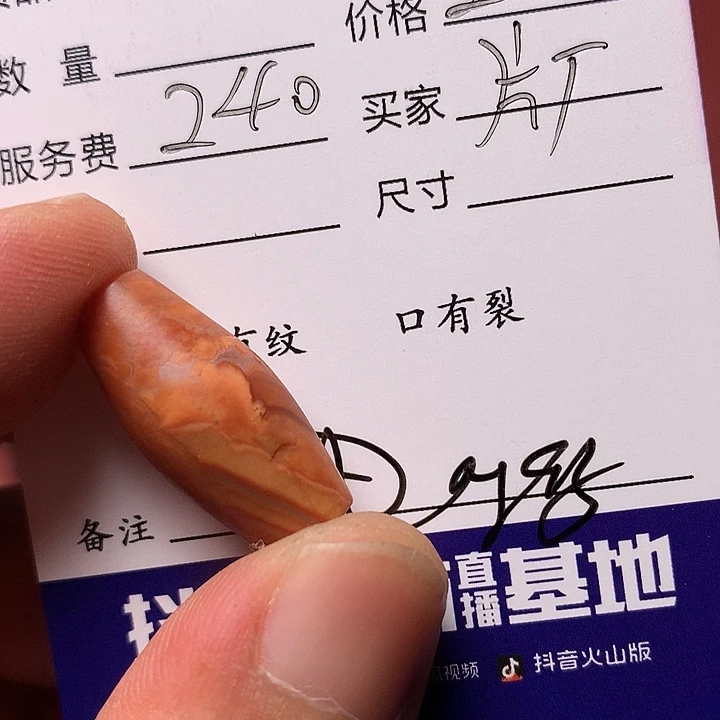 价格
数 量
服务费 240
买家
尺寸
有纹 口有裂
备注
直播基地
视频 抖音火山版